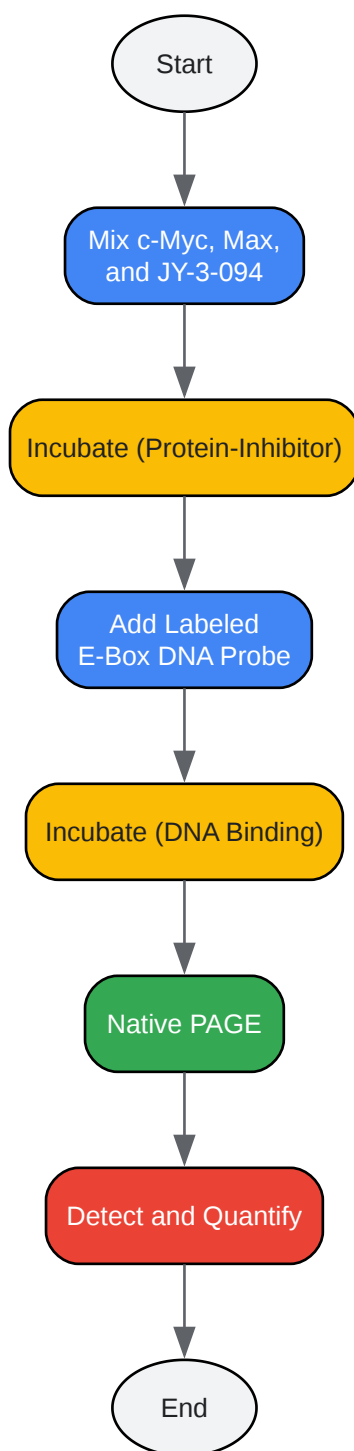 Start
Mix c-Myc, Max,
and JY-3-094
Incubate (Protein-Inhibitor)
Add Labeled
E-Box DNA Probe
Incubate (DNA Binding)
Native PAGE
Detect and Quantify
End